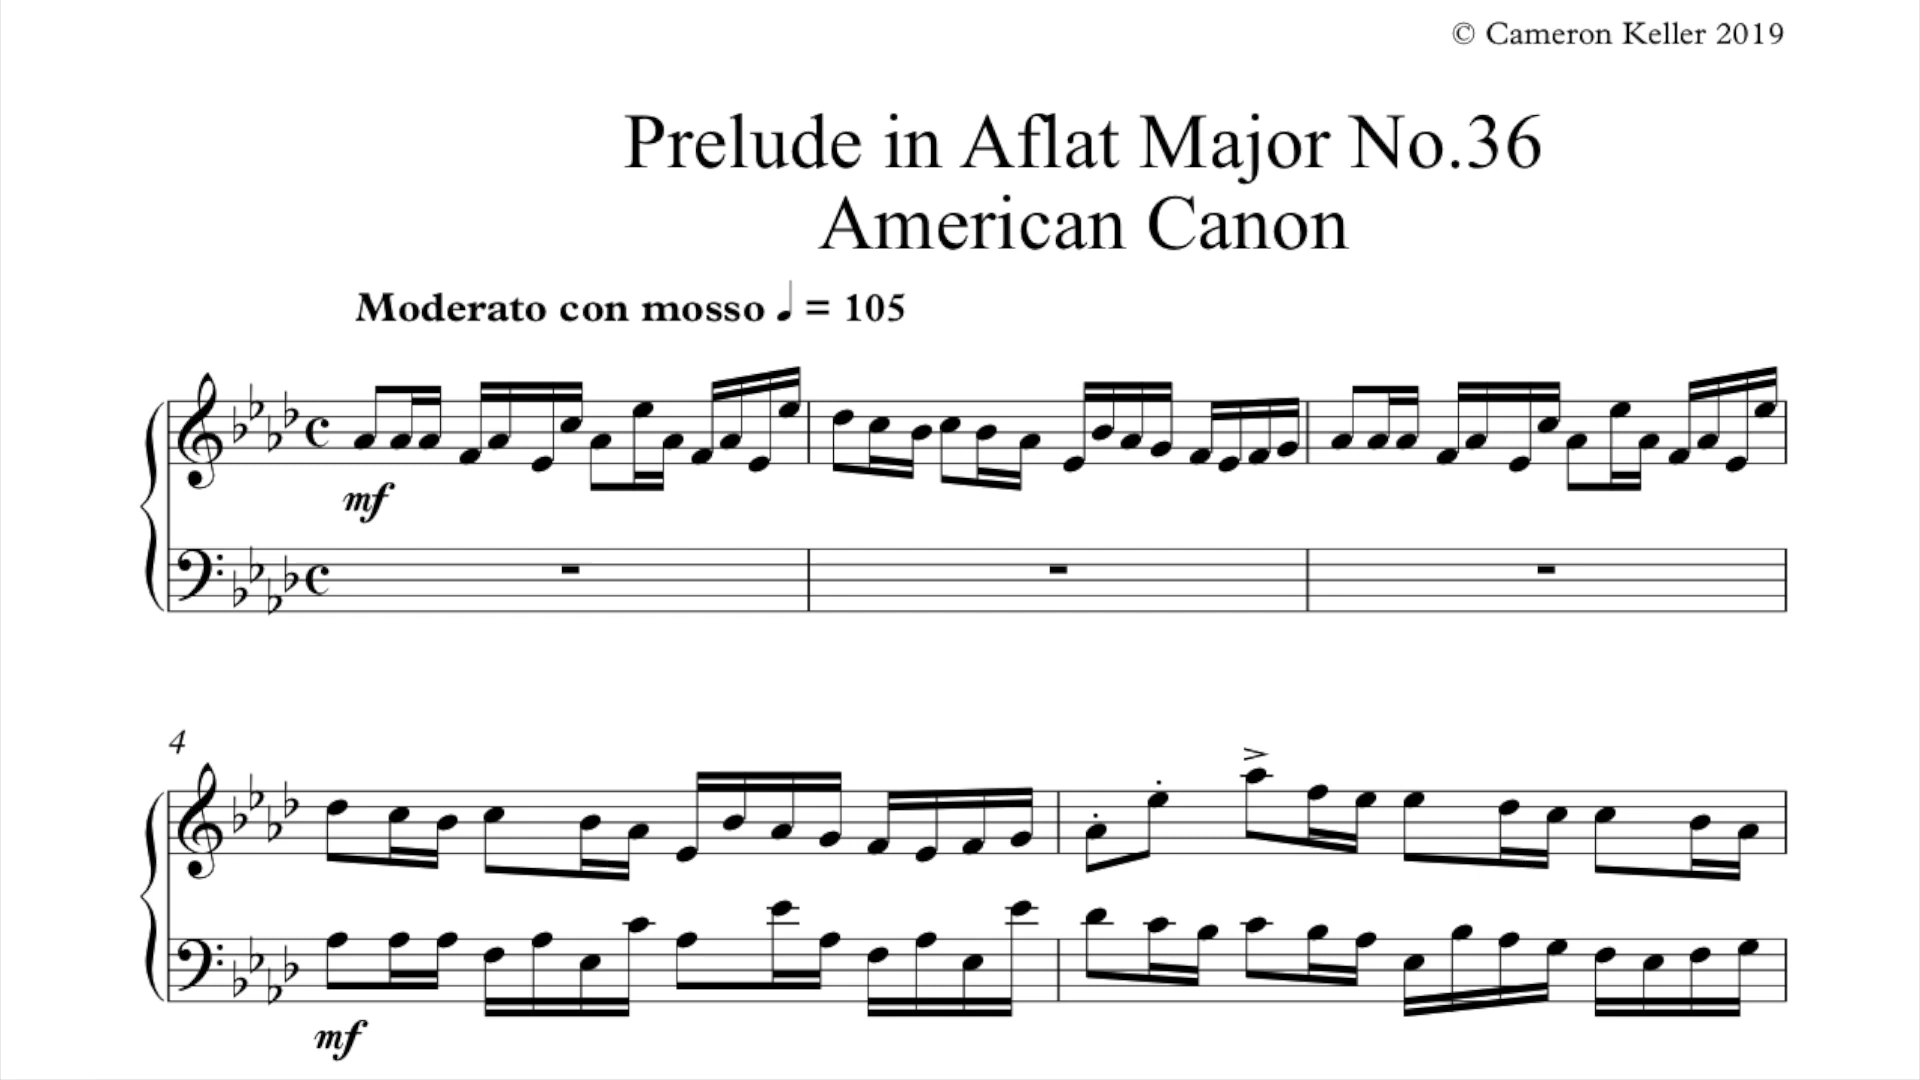 © Cameron Keller 2019
Prelude in Aflat Major No.36
American Canon
Moderato con mosso ♩ = 105
mf
4
mf